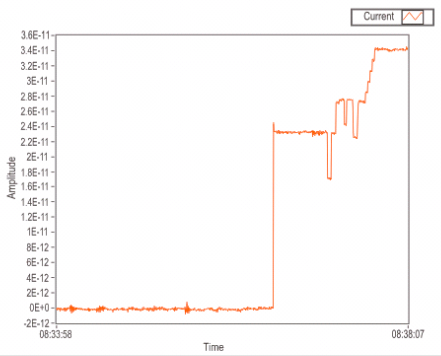 Current
3.6E-11
3.4E-11
3.2E-11
3E-11
2.8E-11
2.6E-11
2.4E-11
2.2E-11
2E-11
1.8E-11
1.6E-11
1.4E-11
1.2E-11
1E-11
8E-12
6E-12
4E-12
2E-12
0E+0
-2E-12
Amplitude
08:33:58
08:38:07
Time